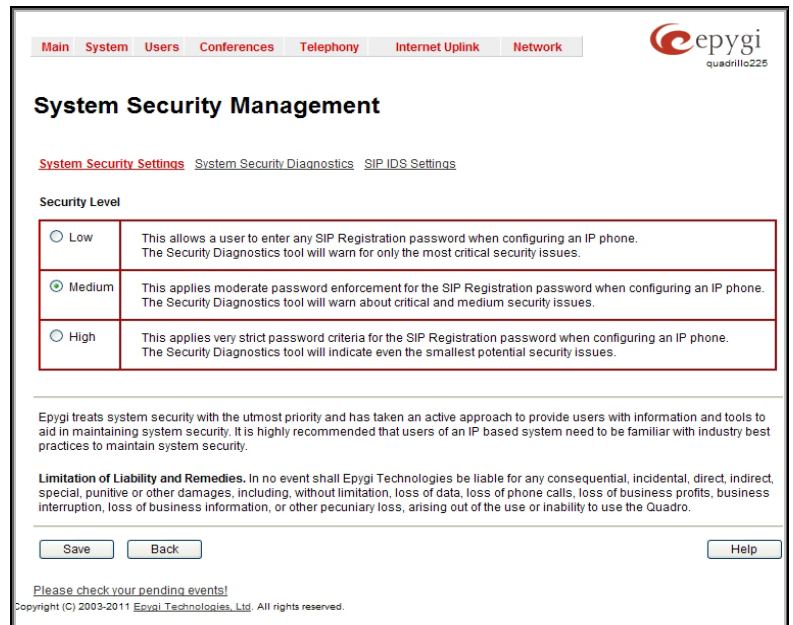 Main System Users Conferences Telephony Internet Uplink Network
epygi
quadrillo225
System Security Management
System Security Settings System Security Diagnostics SIP IDS Settings
Security Level
Low
This allows a user to enter any SIP Registration password when configuring an IP phone.
The Security Diagnostics tool will warn for only the most critical security issues.
Medium
This applies moderate password enforcement for the SIP Registration password when configuring an IP phone.
The Security Diagnostics tool will warn about critical and medium security issues.
High
This applies very strict password criteria for the SIP Registration password when configuring an IP phone.
The Security Diagnostics tool will indicate even the smallest potential security issues.
Epygi treats system security with the utmost priority and has taken an active approach to provide users with information and tools to
aid in maintaining system security. It is highly recommended that users of an IP based system need to be familiar with industry best
practices to maintain system security.
Limitation of Liability and Remedies. In no event shall Epygi Technologies be liable for any consequential, incidental, direct, indirect,
special, punitive or other damages, including, without limitation, loss of data, loss of phone calls, loss of business profits, business
interruption, loss of business information, or other pecuniary loss, arising out of the use or inability to use the Quadro.
Save Back Help
Please check your pending events!
Copyright (C) 2003-2011 Epygi Technologies, Ltd. All rights reserved.